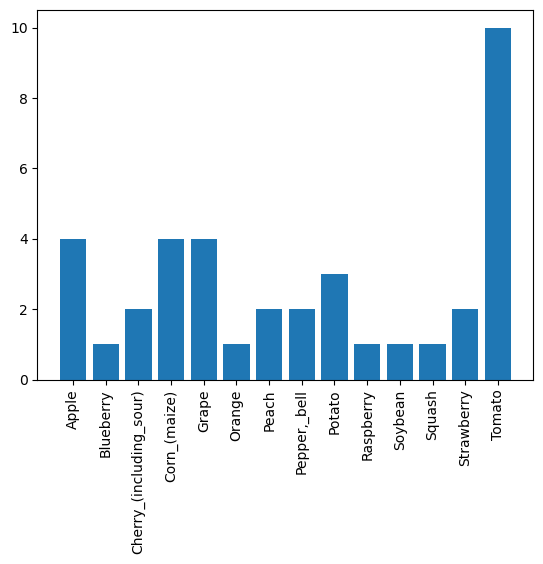 10
8
6
4
2
0
Apple
Blueberry
Cherry_(including_sour)
Corn_(maize)
Grape
Orange
Peach
Pepper,_bell
Potato
Raspberry
Soybean
Squash
Strawberry
Tomato